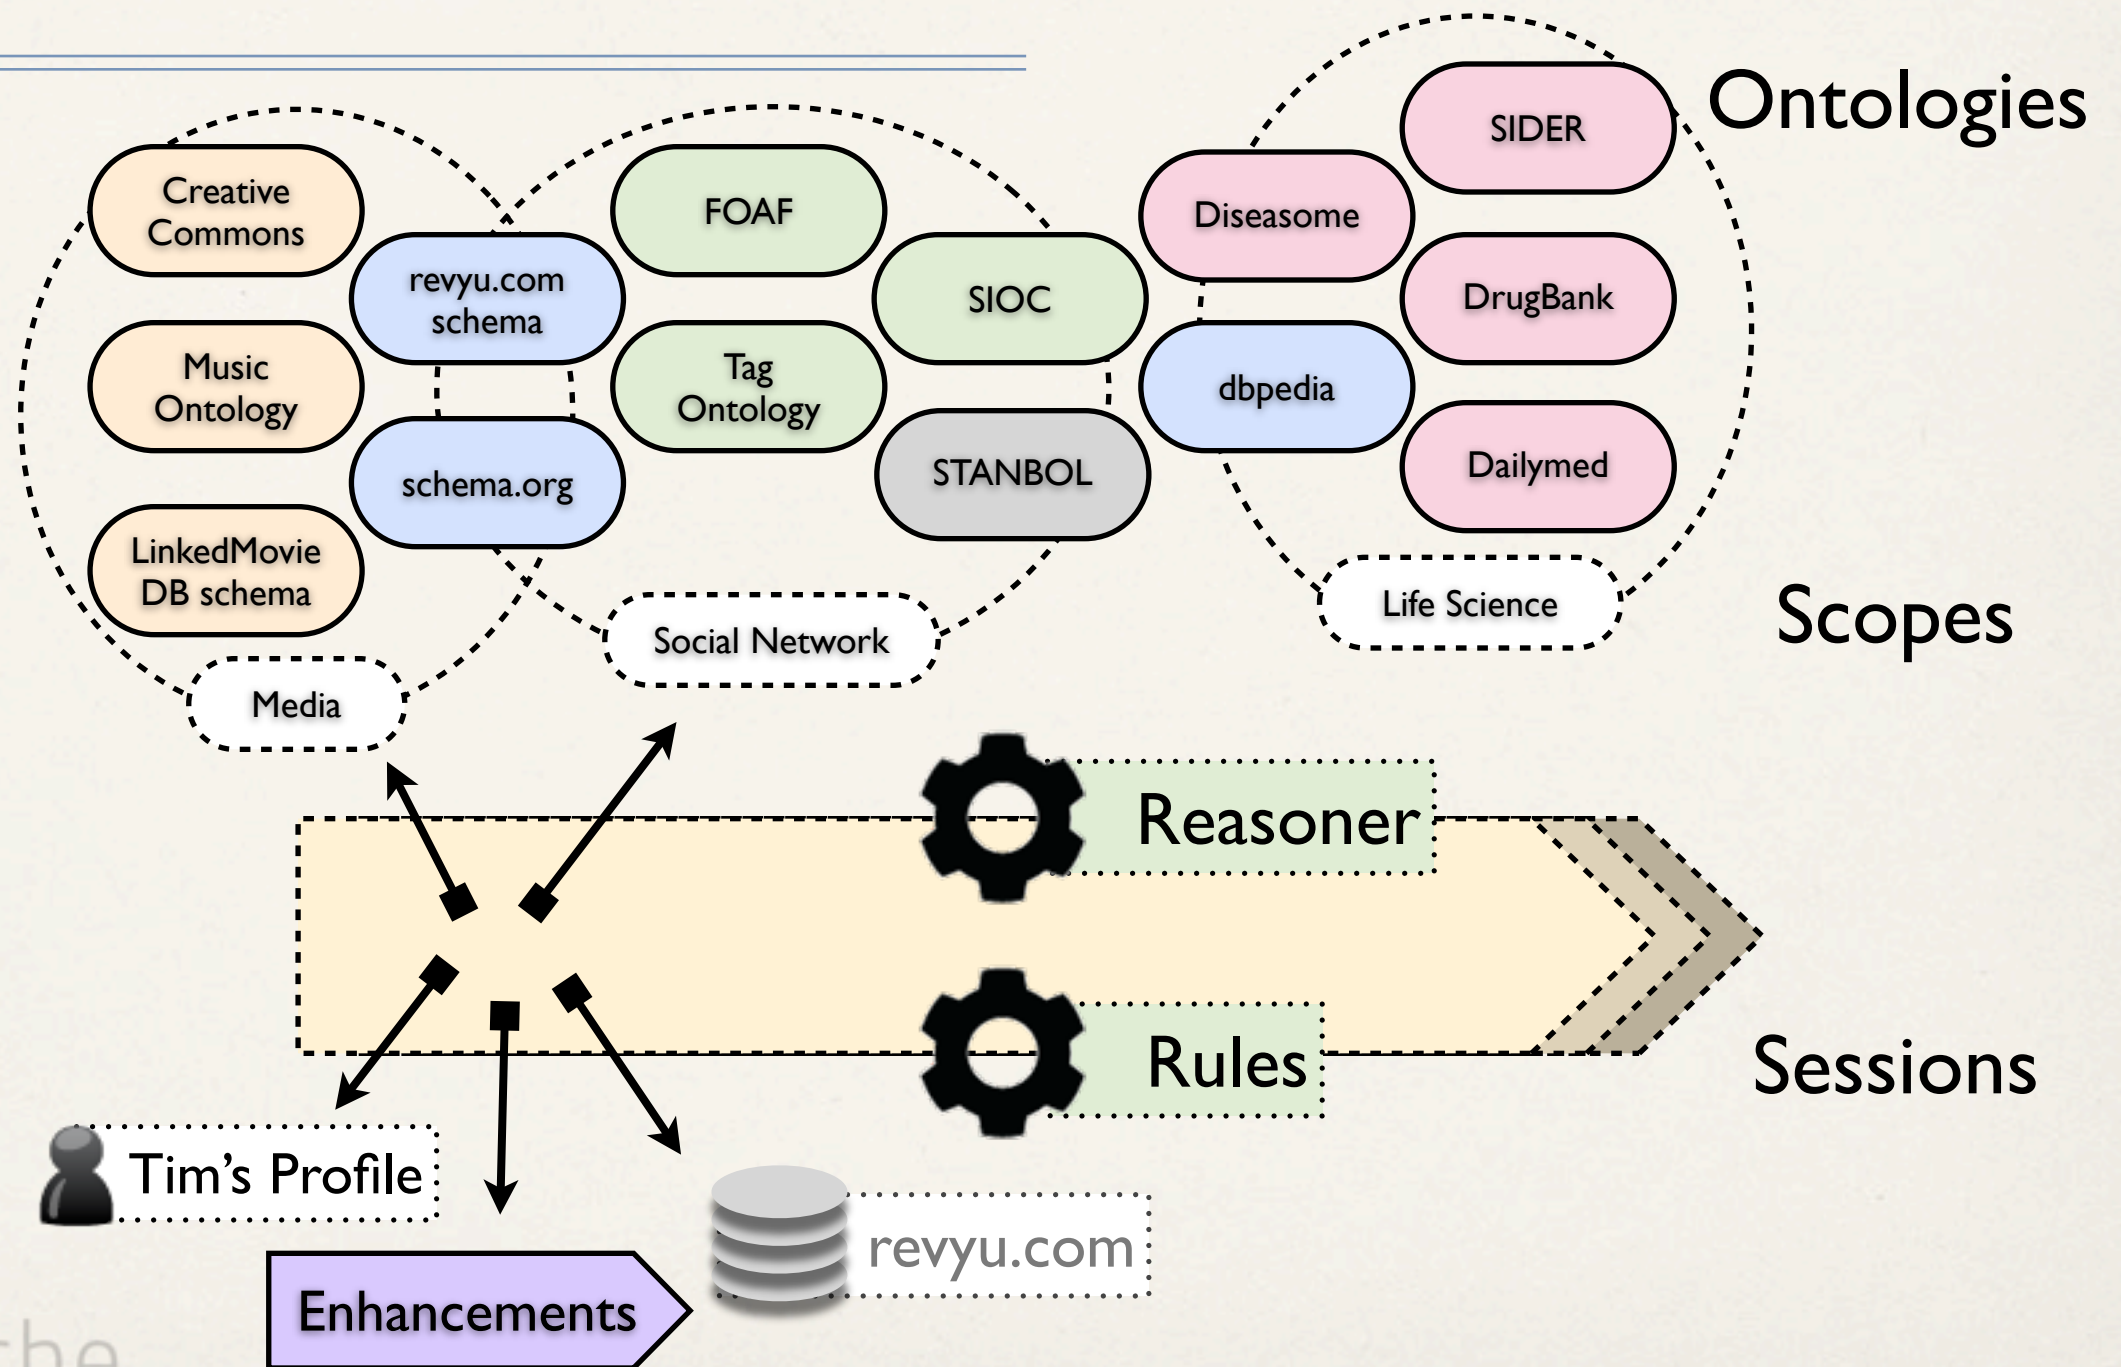 Ontologies
SIDER
Creative
Commons
FOAF
Diseasome
revyu.com
schema
SIOC
DrugBank
Music
Ontology
Tag
Ontology
dbpedia
schema.org
STANBOL
Dailymed
LinkedMovie
DB schema
Social Network
Life Science
Scopes
Media
Reasoner
Rules
Sessions
Tim's Profile
revyu.com
Enhancements